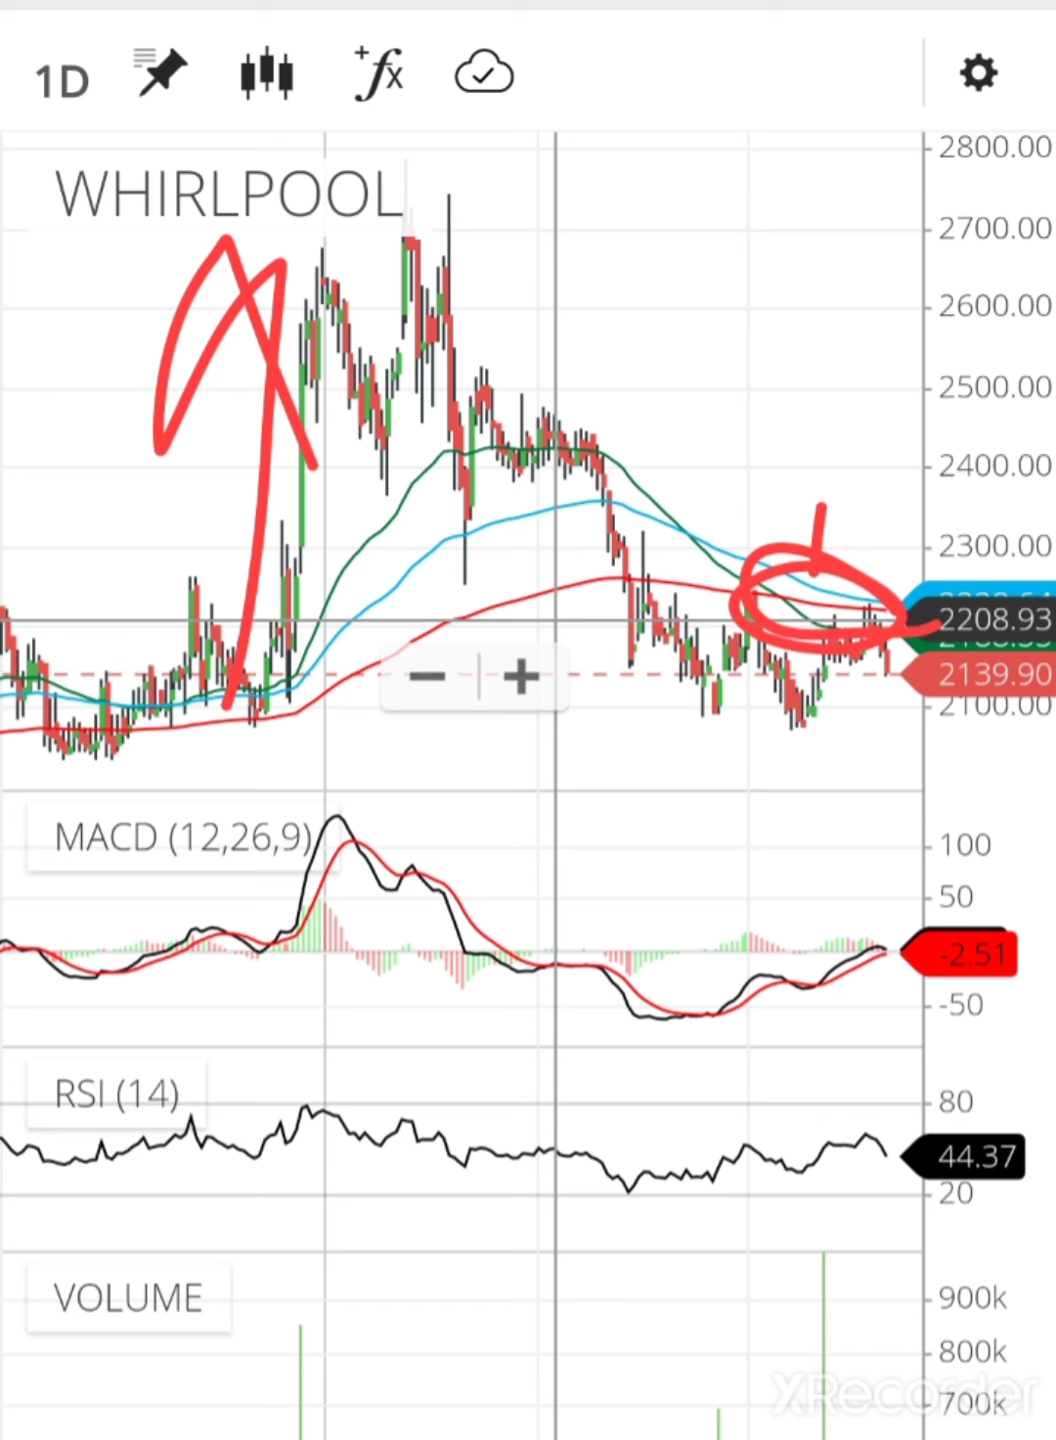 1D fx
2800.00
WHIRLPOOL
2700.00
2600.00
2500.00
2400.00
2300.00
2208.93
2139.90
2100.00
MACD (12,26,9)
100
50
-2.51
-50
RSI (14)
80
44.37
20
VOLUME
900k
800k
XRecorder
700k